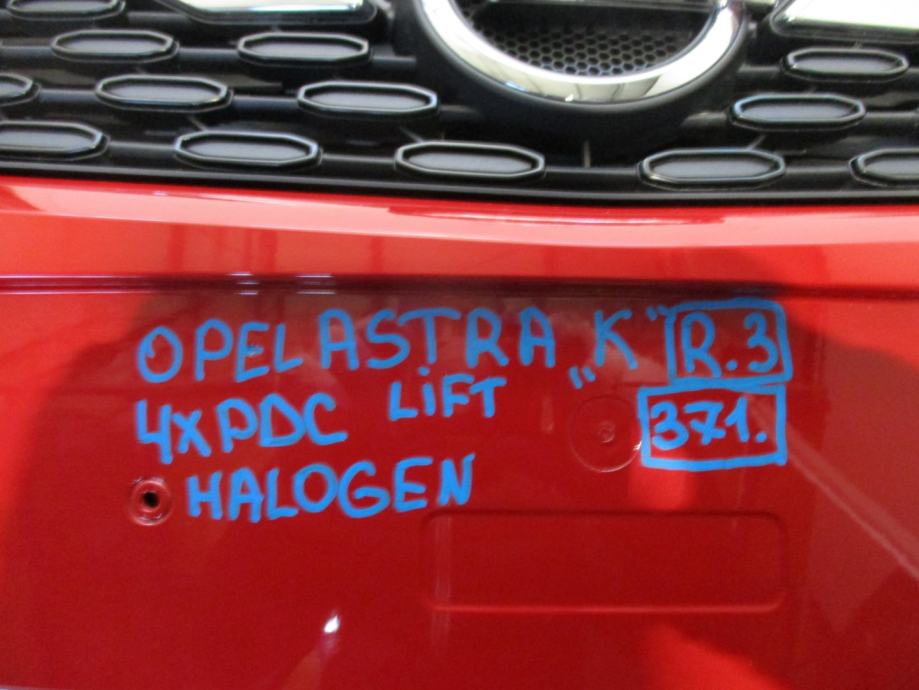 OPEL ASTRA „K" R.3
4xPDC LiFT 371.
HALOGEN